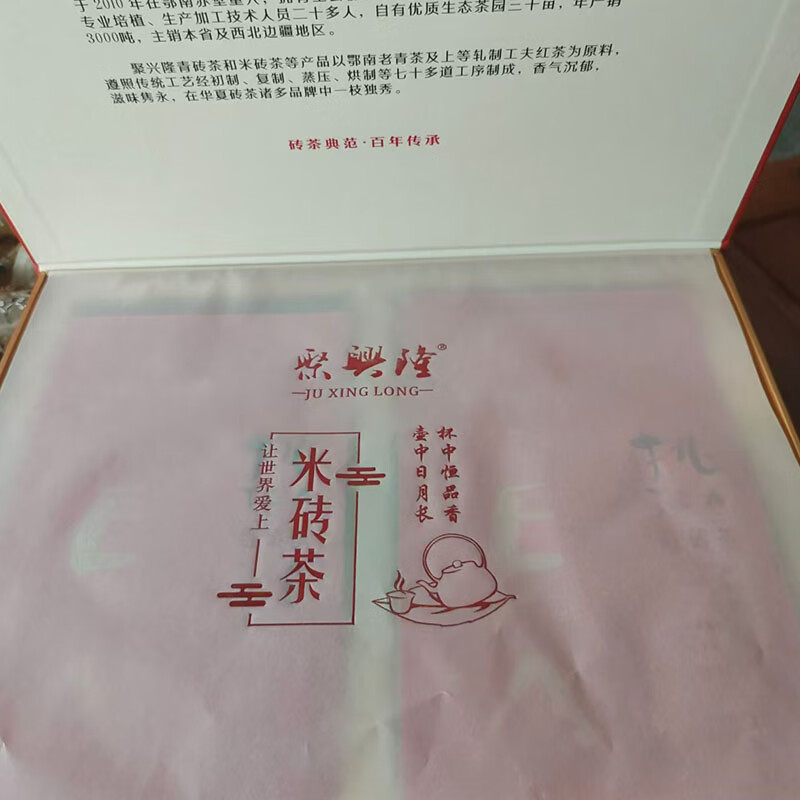 专业培植、生产加工技术人员二十多人，自有优质生态茶园三十亩，年产销
3000吨，主销本省及西北边疆地区。
聚兴隆青砖茶和米砖茶等产品以鄂南老青茶及上等轧制工夫红茶为原料，
遵照传统工艺经初制、复制、蒸压、烘制等七十多道工序制成，香气沉郁，
滋味隽永，在华夏砖茶诸多品牌中一枝独秀。
砖茶典范·百年传承
聚興隆®
JU XING LONG
让世界爱上
米砖茶
杯中恒品香
壶中日月长